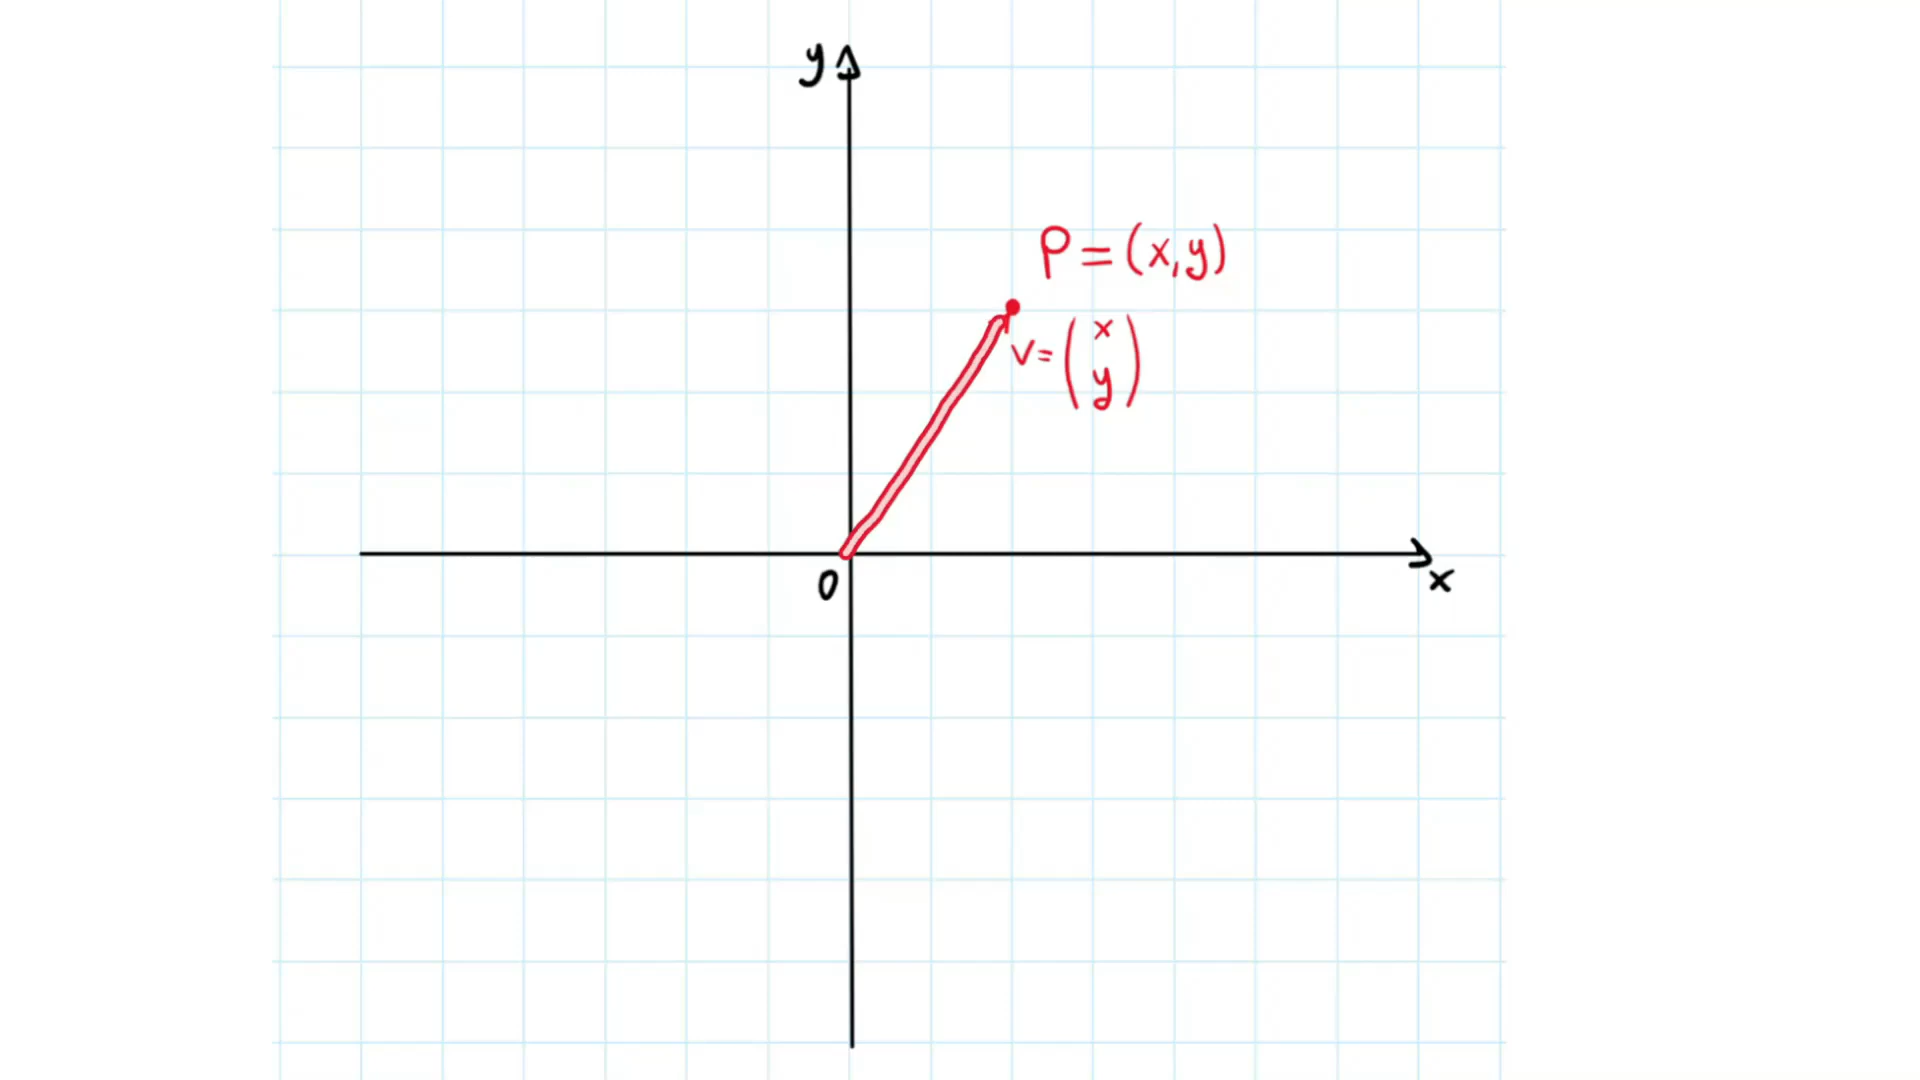 y
P = (x,y)
v = (x
y)
0
x